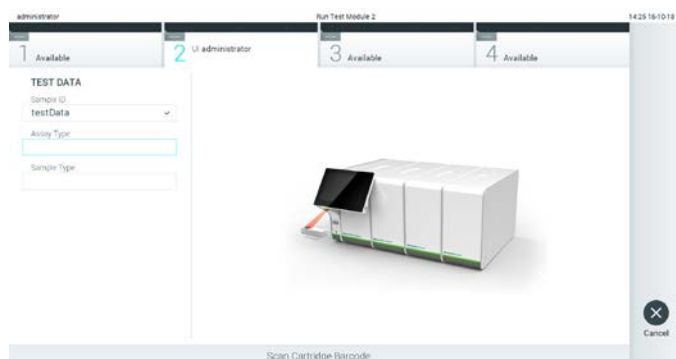 administrator
Run Test Module 2
14:25 16-10-18
1 Available
2 UI administrator
3 Available
4 Available
TEST DATA
Sample ID
testData
Assay Type
Sample Type
Cancel
Scan Cartridge Barcode